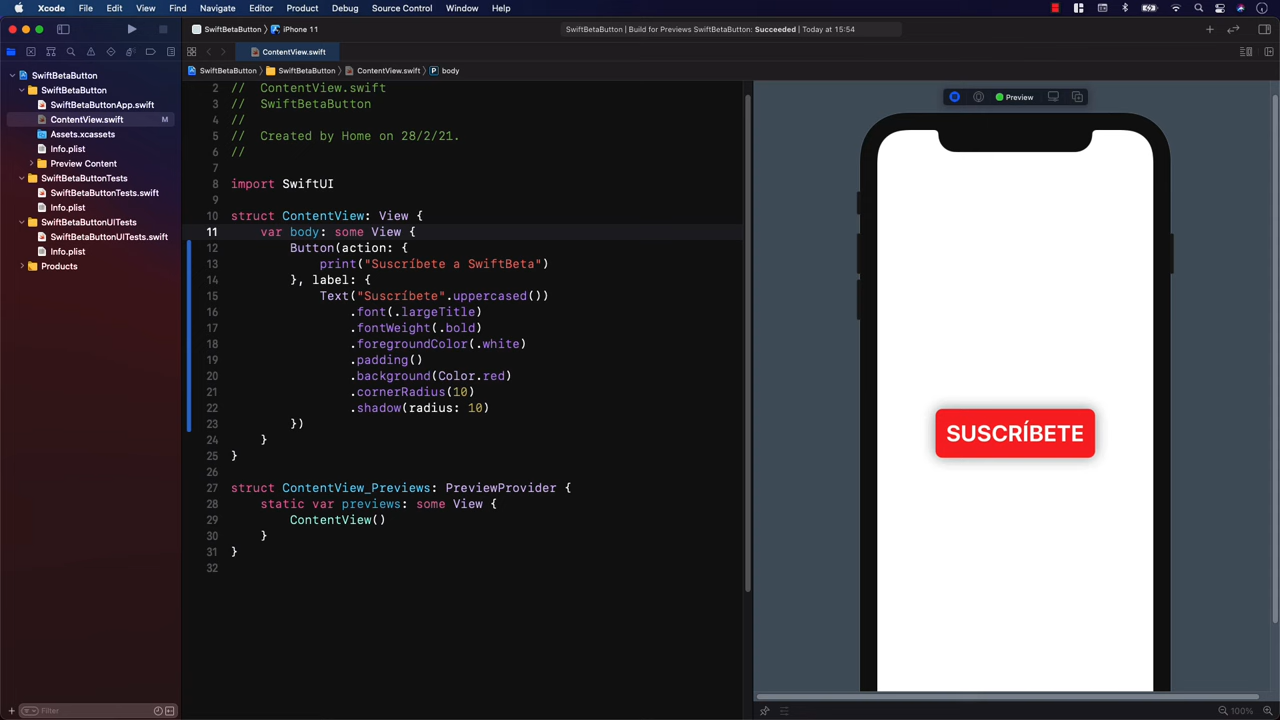 Xcode File Edit View Find Navigate Editor Product Debug Source Control Window Help
SwiftBetaButton iPhone 11 SwiftBetaButton | Build for Previews SwiftBetaButton: Succeeded | Today at 15:54
ContentView.swift
SwiftBetaButton SwiftBetaButton ContentView.swift P body
SwiftBetaButton
SwiftBetaButton
SwiftBetaButtonApp.swift
ContentView.swift M
Assets.xcassets
Info.plist
Preview Content
SwiftBetaButtonTests
SwiftBetaButtonTests.swift
Info.plist
SwiftBetaButtonUITests
SwiftBetaButtonUITests.swift
Info.plist
Products
Filter
2 // ContentView.swift
3 // SwiftBetaButton
4 //
5 // Created by Home on 28/2/21.
6 //
7
8 import SwiftUI
9
10 struct ContentView: View {
11 var body: some View {
12 Button(action: {
13 print("Suscríbete a SwiftBeta")
14 }, label: {
15 Text("Suscríbete".uppercased())
16 .font(.largeTitle)
17 .fontWeight(.bold)
18 .foregroundColor(.white)
19 .padding()
20 .background(Color.red)
21 .cornerRadius(10)
22 .shadow(radius: 10)
23 })
24 }
25 }
26
27 struct ContentView_Previews: PreviewProvider {
28 static var previews: some View {
29 ContentView()
30 }
31 }
32
Preview
SUSCRÍBETE
100%